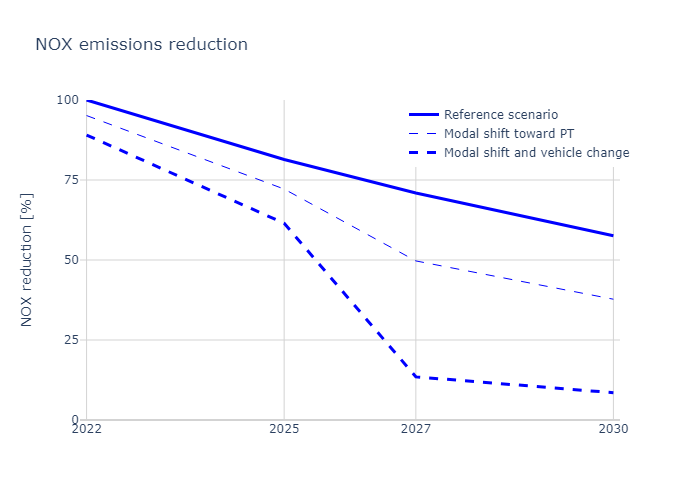 NOX emissions reduction
100
75
50
25
0
NOX reduction [%]
2022
2025
2027
2030
Reference scenario
Modal shift toward PT
Modal shift and vehicle change